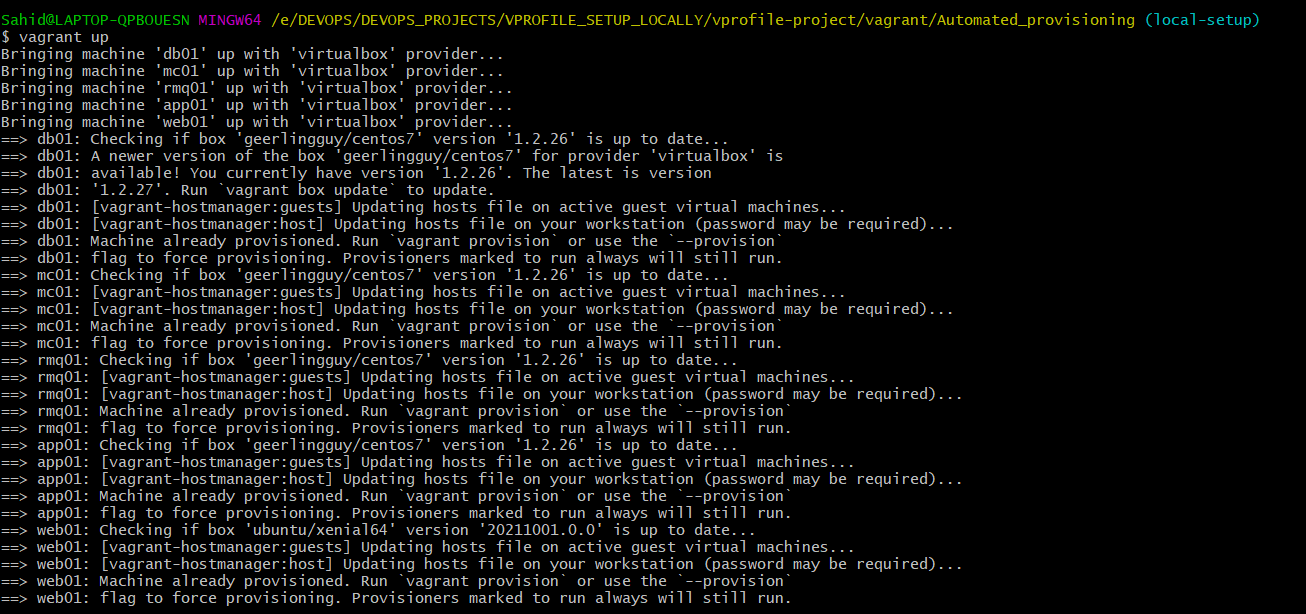 Sahid@LAPTOP-QPBOUESN MINGW64 /e/DEVOPS/DEVOPS_PROJECTS/VPROFILE_SETUP_LOCALLY/vprofile-project/vagrant/Automated_provisioning (local-setup)
$ vagrant up
Bringing machine 'db01' up with 'virtualbox' provider...
Bringing machine 'mc01' up with 'virtualbox' provider...
Bringing machine 'rmq01' up with 'virtualbox' provider...
Bringing machine 'app01' up with 'virtualbox' provider...
Bringing machine 'web01' up with 'virtualbox' provider...
==> db01: Checking if box 'geerlingguy/centos7' version '1.2.26' is up to date...
==> db01: A newer version of the box 'geerlingguy/centos7' for provider 'virtualbox' is
==> db01: available! You currently have version '1.2.26'. The latest is version
==> db01: '1.2.27'. Run `vagrant box update` to update.
==> db01: [vagrant-hostmanager:guests] Updating hosts file on active guest virtual machines...
==> db01: [vagrant-hostmanager:host] Updating hosts file on your workstation (password may be required)...
==> db01: Machine already provisioned. Run `vagrant provision` or use the `--provision`
==> db01: flag to force provisioning. Provisioners marked to run always will still run.
==> mc01: Checking if box 'geerlingguy/centos7' version '1.2.26' is up to date...
==> mc01: [vagrant-hostmanager:guests] Updating hosts file on active guest virtual machines...
==> mc01: [vagrant-hostmanager:host] Updating hosts file on your workstation (password may be required)...
==> mc01: Machine already provisioned. Run `vagrant provision` or use the `--provision`
==> mc01: flag to force provisioning. Provisioners marked to run always will still run.
==> rmq01: Checking if box 'geerlingguy/centos7' version '1.2.26' is up to date...
==> rmq01: [vagrant-hostmanager:guests] Updating hosts file on active guest virtual machines...
==> rmq01: [vagrant-hostmanager:host] Updating hosts file on your workstation (password may be required)...
==> rmq01: Machine already provisioned. Run `vagrant provision` or use the `--provision`
==> rmq01: flag to force provisioning. Provisioners marked to run always will still run.
==> app01: Checking if box 'geerlingguy/centos7' version '1.2.26' is up to date...
==> app01: [vagrant-hostmanager:guests] Updating hosts file on active guest virtual machines...
==> app01: [vagrant-hostmanager:host] Updating hosts file on your workstation (password may be required)...
==> app01: Machine already provisioned. Run `vagrant provision` or use the `--provision`
==> app01: flag to force provisioning. Provisioners marked to run always will still run.
==> web01: Checking if box 'ubuntu/xenial64' version '20211001.0.0' is up to date...
==> web01: [vagrant-hostmanager:guests] Updating hosts file on active guest virtual machines...
==> web01: [vagrant-hostmanager:host] Updating hosts file on your workstation (password may be required)...
==> web01: Machine already provisioned. Run `vagrant provision` or use the `--provision`
==> web01: flag to force provisioning. Provisioners marked to run always will still run.